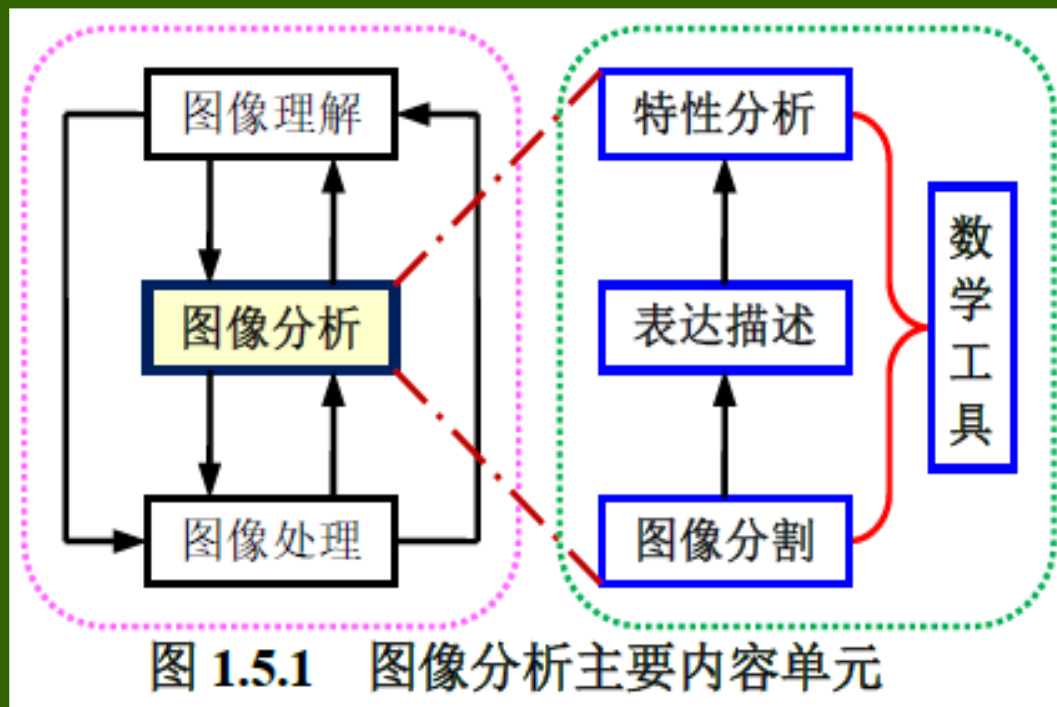 图像理解
图像分析
图像处理
特性分析
表达描述
图像分割
数学工具
图 1.5.1 图像分析主要内容单元